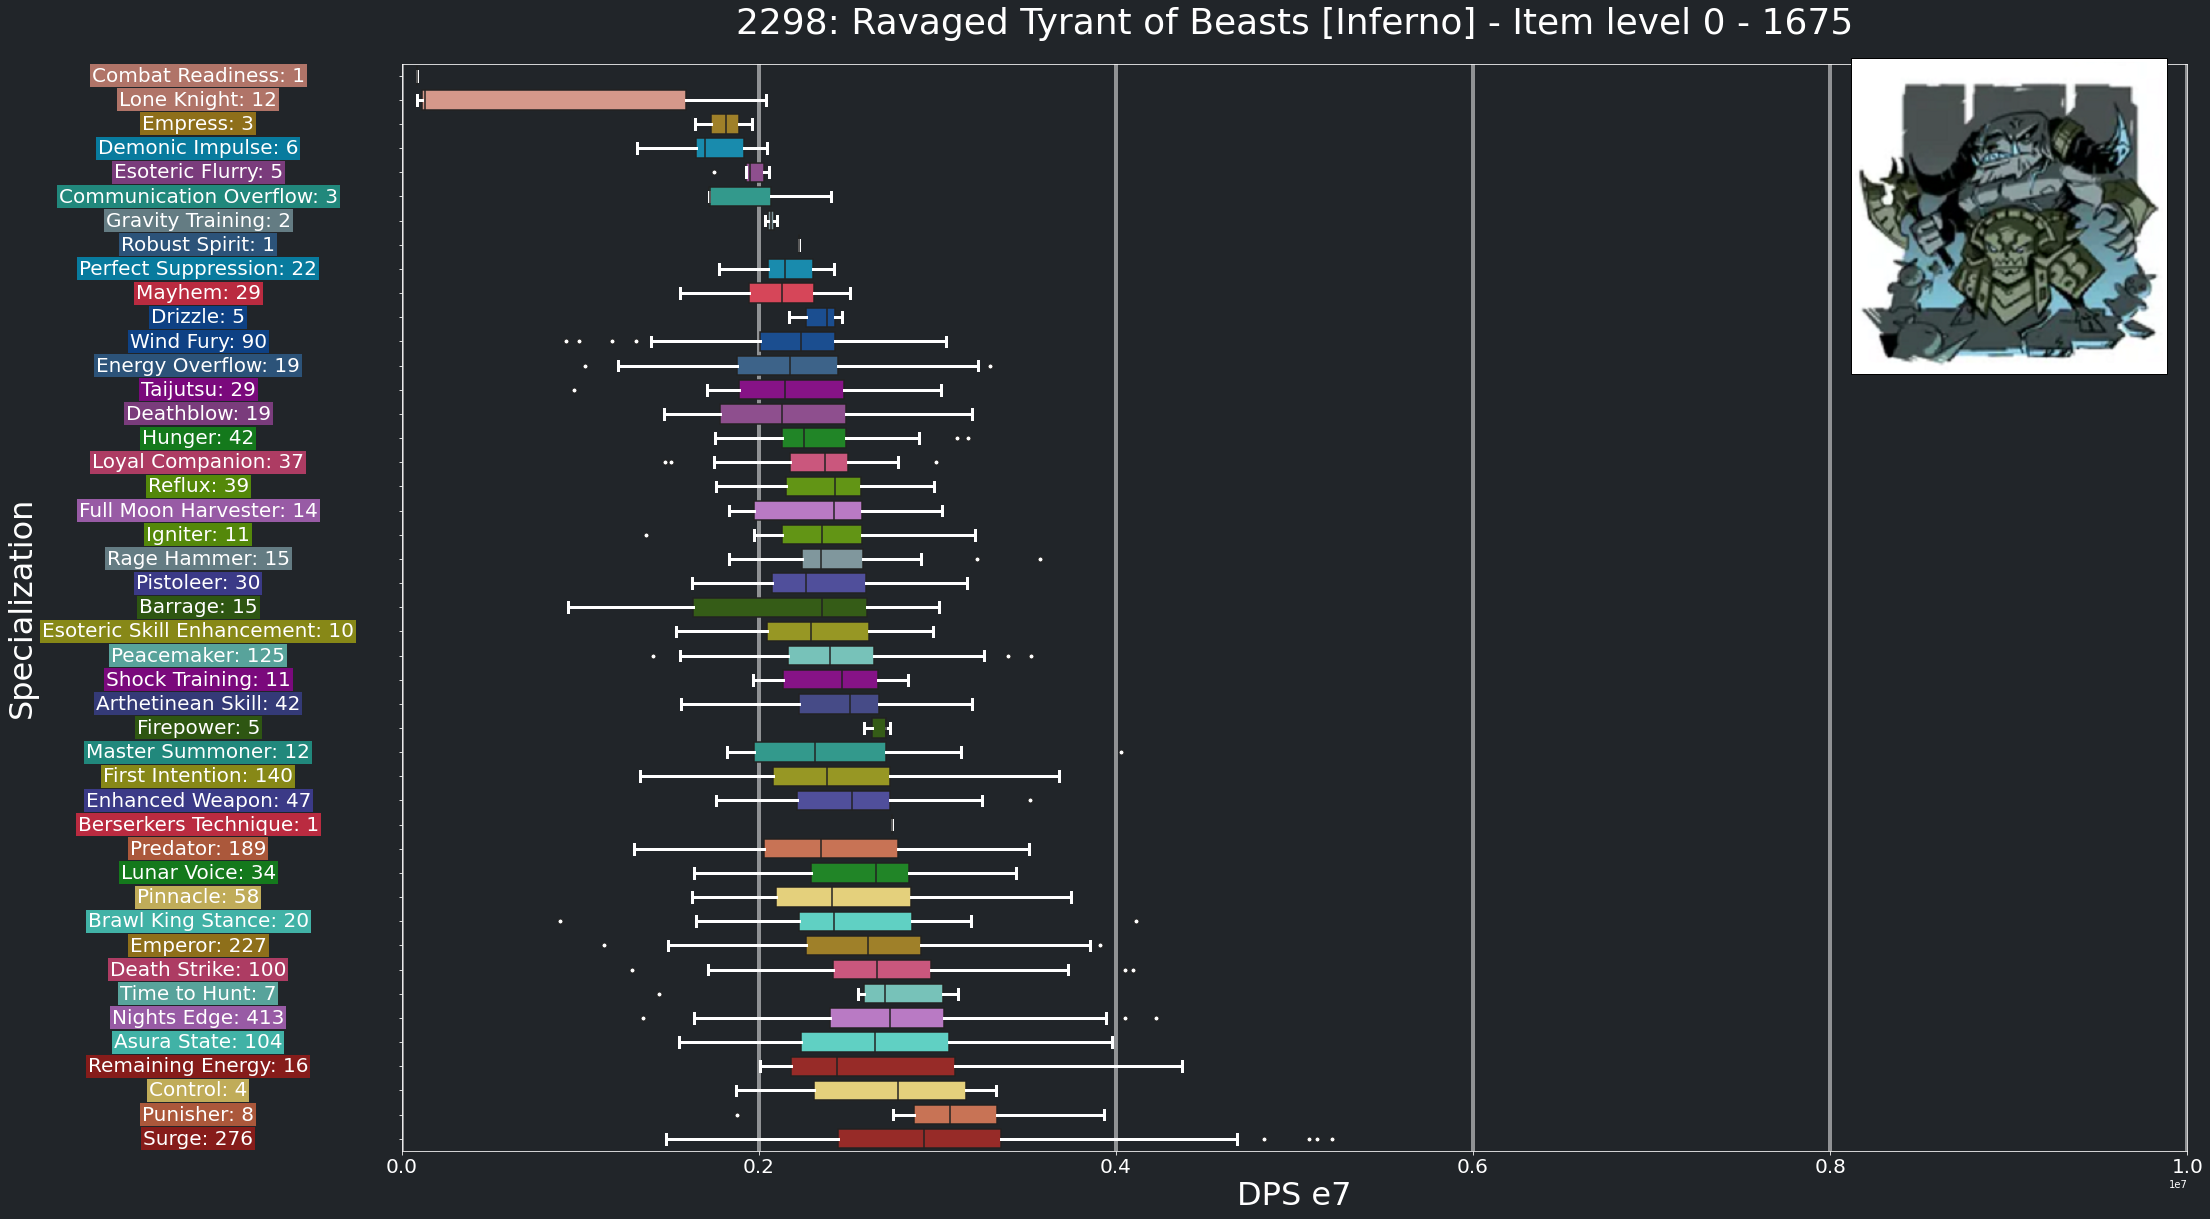 2298: Ravaged Tyrant of Beasts [Inferno] - Item level 0 - 1675
Combat Readiness: 1
Lone Knight: 12
Empress: 3
Demonic Impulse: 6
Esoteric Flurry: 5
Communication Overflow: 3
Gravity Training: 2
Robust Spirit: 1
Perfect Suppression: 22
Mayhem: 29
Drizzle: 5
Wind Fury: 90
Energy Overflow: 19
Taijutsu: 29
Deathblow: 19
Hunger: 42
Loyal Companion: 37
Reflux: 39
Full Moon Harvester: 14
Igniter: 11
Rage Hammer: 15
Pistoleer: 30
Barrage: 15
Esoteric Skill Enhancement: 10
Peacemaker: 125
Shock Training: 11
Arthetinean Skill: 42
Firepower: 5
Master Summoner: 12
First Intention: 140
Enhanced Weapon: 47
Berserkers Technique: 1
Predator: 189
Lunar Voice: 34
Pinnacle: 58
Brawl King Stance: 20
Emperor: 227
Death Strike: 100
Time to Hunt: 7
Nights Edge: 413
Asura State: 104
Remaining Energy: 16
Control: 4
Punisher: 8
Surge: 276
Specialization
0.0 0.2 0.4 0.6 0.8 1.0
1e7
DPS e7